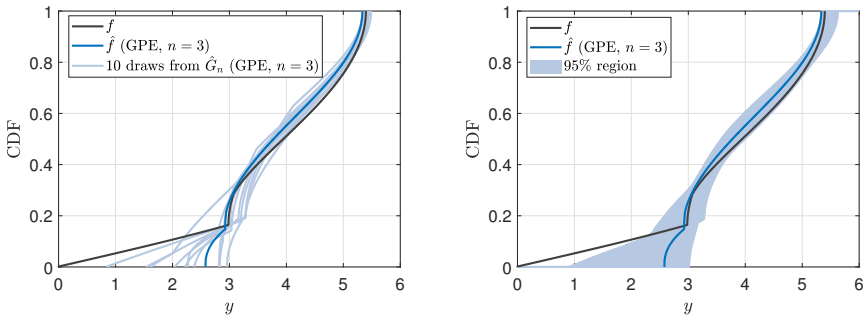 f
f̂ (GPE, n = 3)
10 draws from Ĝₙ (GPE, n = 3)
CDF
1
0.8
0.6
0.4
0.2
0
0 1 2 3 4 5 6
y
f
f̂ (GPE, n = 3)
95% region
CDF
1
0.8
0.6
0.4
0.2
0
0 1 2 3 4 5 6
y